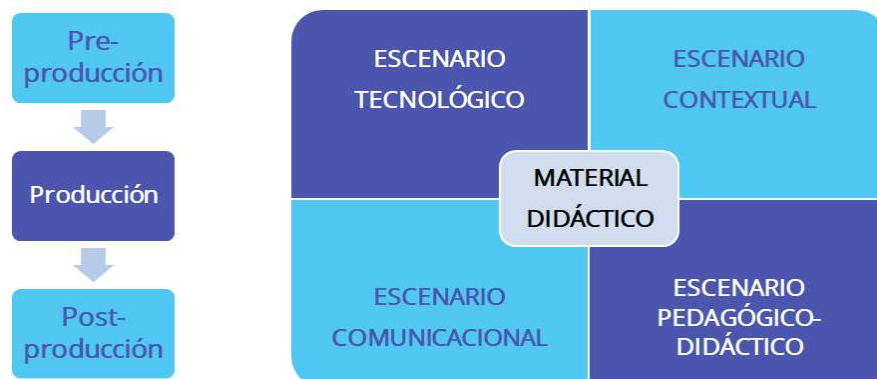 Pre-
producción
Producción
Post-
producción
ESCENARIO
TECNOLÓGICO
ESCENARIO
CONTEXTUAL
MATERIAL
DIDÁCTICO
ESCENARIO
COMUNICACIONAL
ESCENARIO
PEDAGÓGICO-
DIDÁCTICO